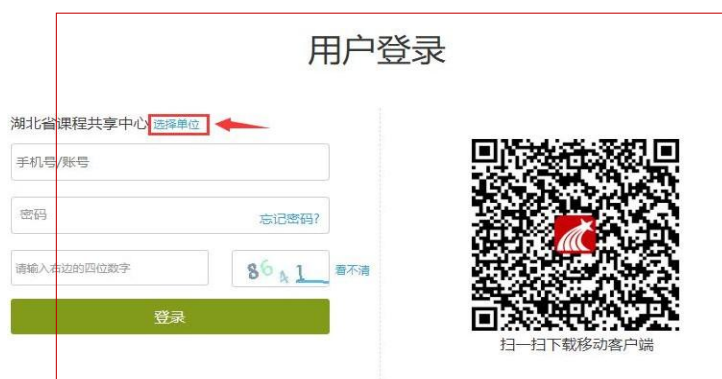 用户登录
湖北省课程共享中心 选择单位
手机号/账号
密码 忘记密码?
请输入右边的四位数字 8641 看不清
登录
扫一扫下载移动客户端